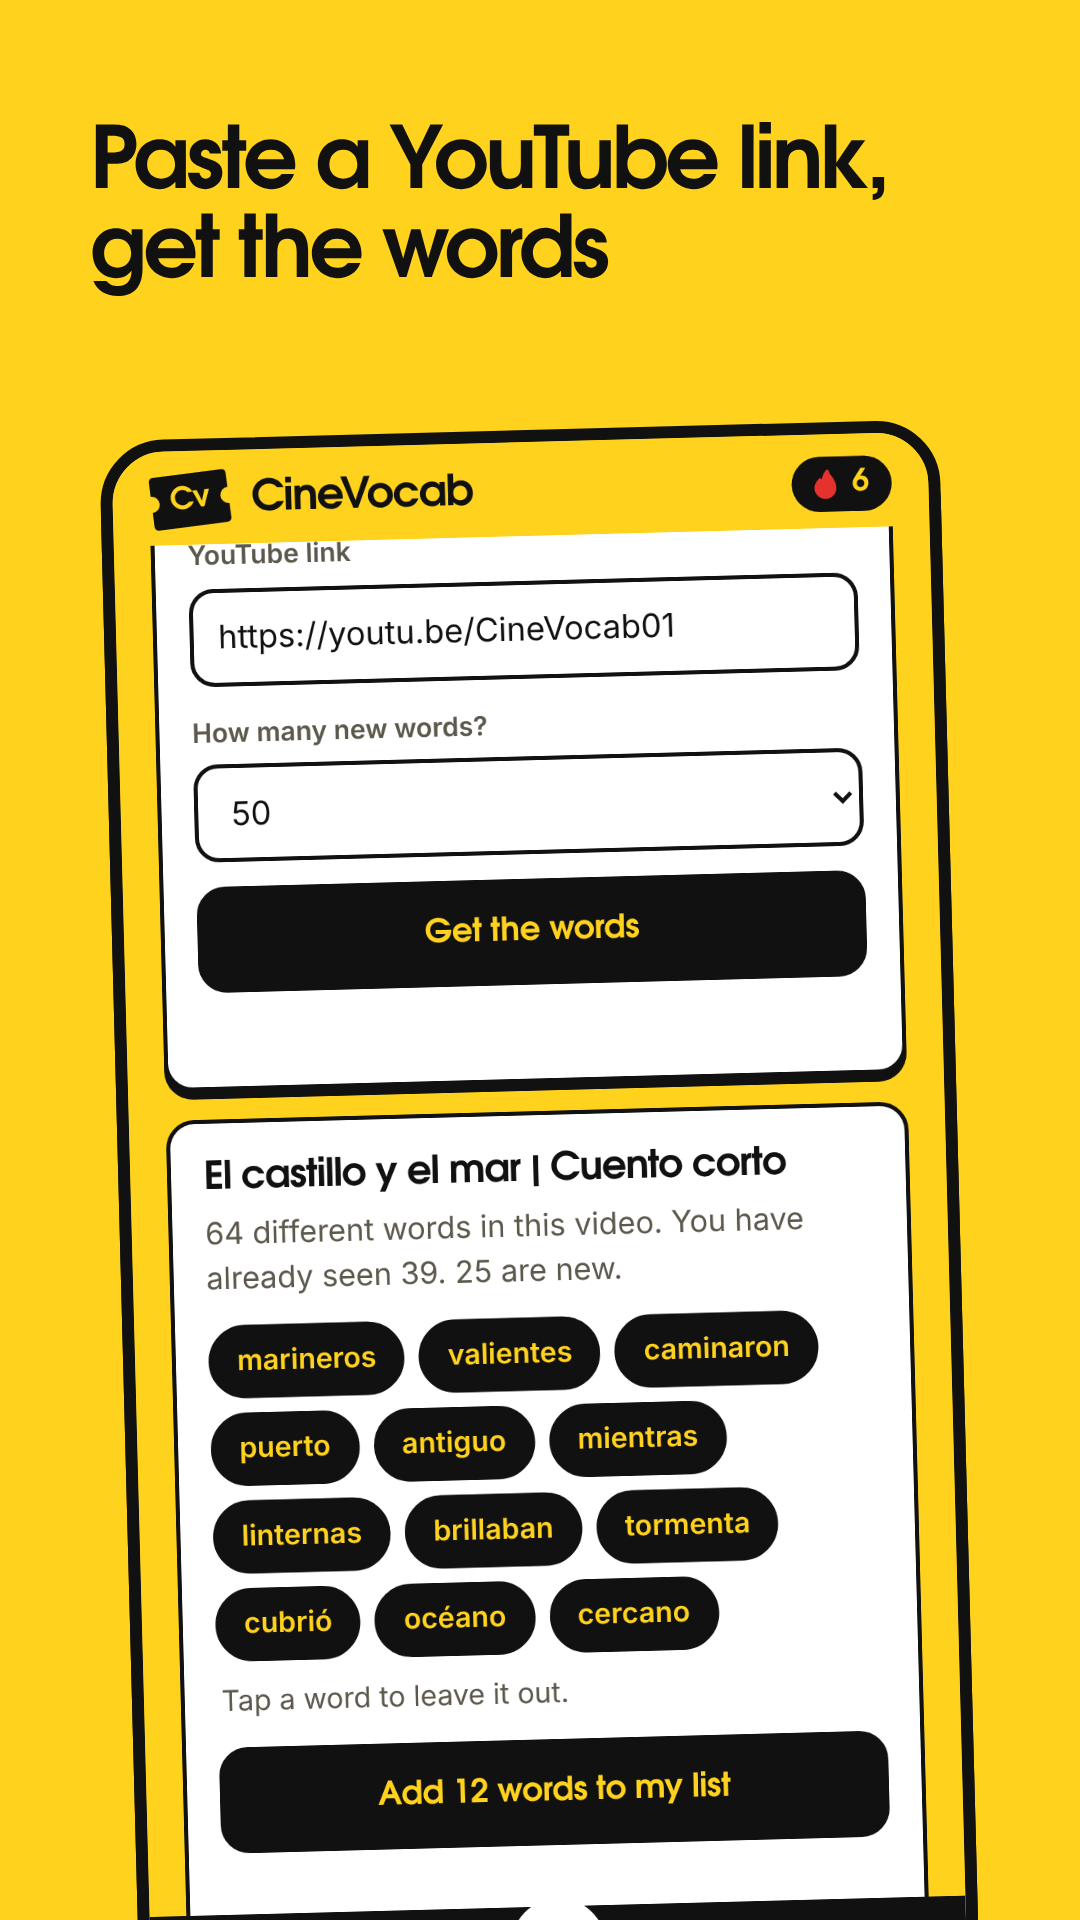 Paste a YouTube link,
get the words
Cv CineVocab 6
YouTube link
https://youtu.be/CineVocab01
How many new words?
50
Get the words
El castillo y el mar | Cuento corto
64 different words in this video. You have
already seen 39. 25 are new.
marineros valientes caminaron
puerto antiguo mientras
linternas brillaban tormenta
cubrió océano cercano
Tap a word to leave it out.
Add 12 words to my list